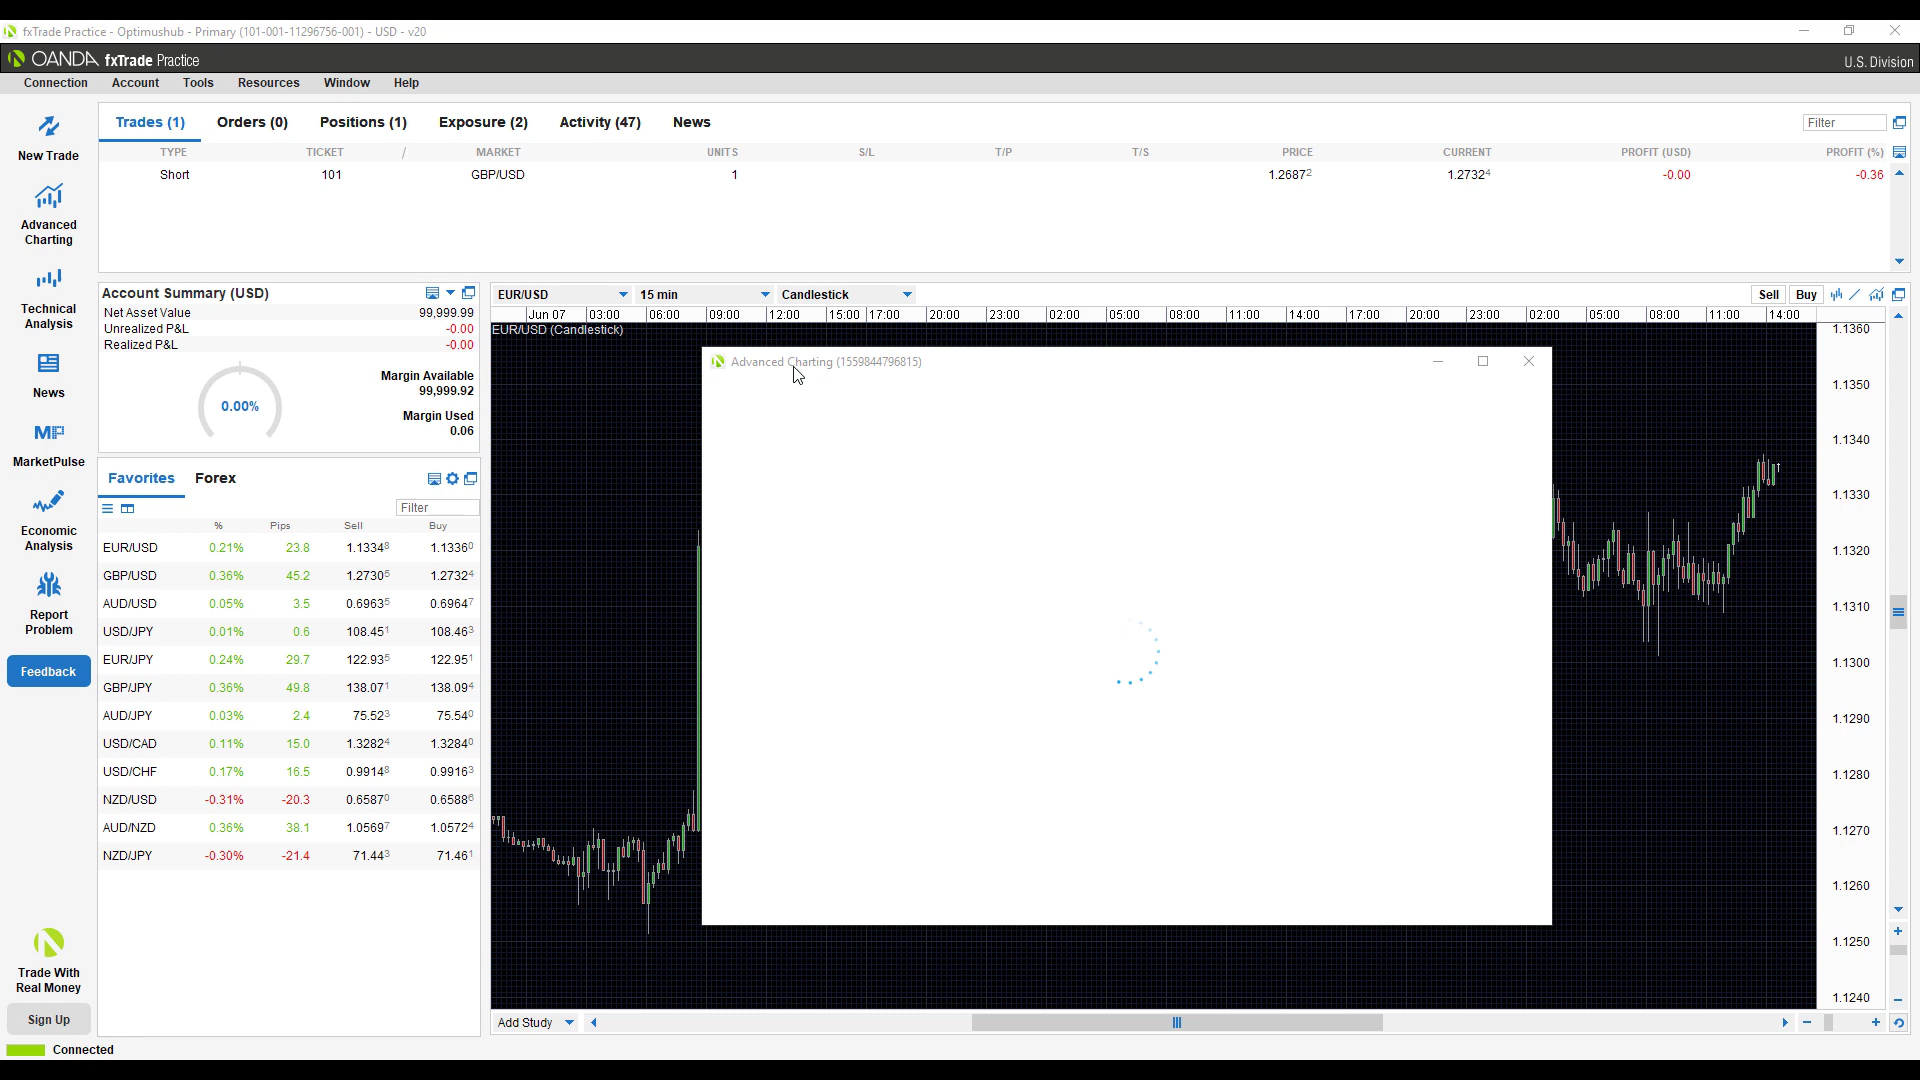 fxTrade Practice - Optimushub - Primary (101-001-11296756-001) - USD - v20
OANDA fxTrade Practice
U.S. Division
Connection Account Tools Resources Window Help
New Trade
Advanced
Charting
Technical
Analysis
News
MarketPulse
Economic
Analysis
Report
Problem
Feedback
Trade With
Real Money
Sign Up
Connected
Trades (1) Orders (0) Positions (1) Exposure (2) Activity (47) News Filter
TYPE TICKET / MARKET UNITS S/L T/P T/S PRICE CURRENT PROFIT (USD) PROFIT (%)
Short 101 GBP/USD 1 1.2687² 1.2732⁴ -0.00 -0.36
Account Summary (USD)
Net Asset Value 99,999.99
Unrealized P&L -0.00
Realized P&L -0.00
0.00%
Margin Available
99,999.92
Margin Used
0.06
Favorites Forex
Filter
% Pips Sell Buy
EUR/USD 0.21% 23.8 1.1334⁸ 1.1336⁰
GBP/USD 0.36% 45.2 1.2730⁵ 1.2732⁴
AUD/USD 0.05% 3.5 0.6963⁵ 0.6964⁷
USD/JPY 0.01% 0.6 108.45¹ 108.46³
EUR/JPY 0.24% 29.7 122.93⁵ 122.95¹
GBP/JPY 0.36% 49.8 138.07¹ 138.09⁴
AUD/JPY 0.03% 2.4 75.52³ 75.54⁰
USD/CAD 0.11% 15.0 1.3282⁴ 1.3284⁰
USD/CHF 0.17% 16.5 0.9914⁸ 0.9916³
NZD/USD -0.31% -20.3 0.6587⁰ 0.6588⁶
AUD/NZD 0.36% 38.1 1.0569⁷ 1.0572⁴
NZD/JPY -0.30% -21.4 71.44³ 71.46¹
EUR/USD 15 min Candlestick Sell Buy
Jun 07 03:00 06:00 09:00 12:00 15:00 17:00 20:00 23:00 02:00 05:00 08:00 11:00 14:00 17:00 20:00 23:00 02:00 05:00 08:00 11:00 14:00
EUR/USD (Candlestick)
Advanced Charting (1559844796815)
1.1360
1.1350
1.1340
1.1330
1.1320
1.1310
1.1300
1.1290
1.1280
1.1270
1.1260
1.1250
1.1240
Add Study